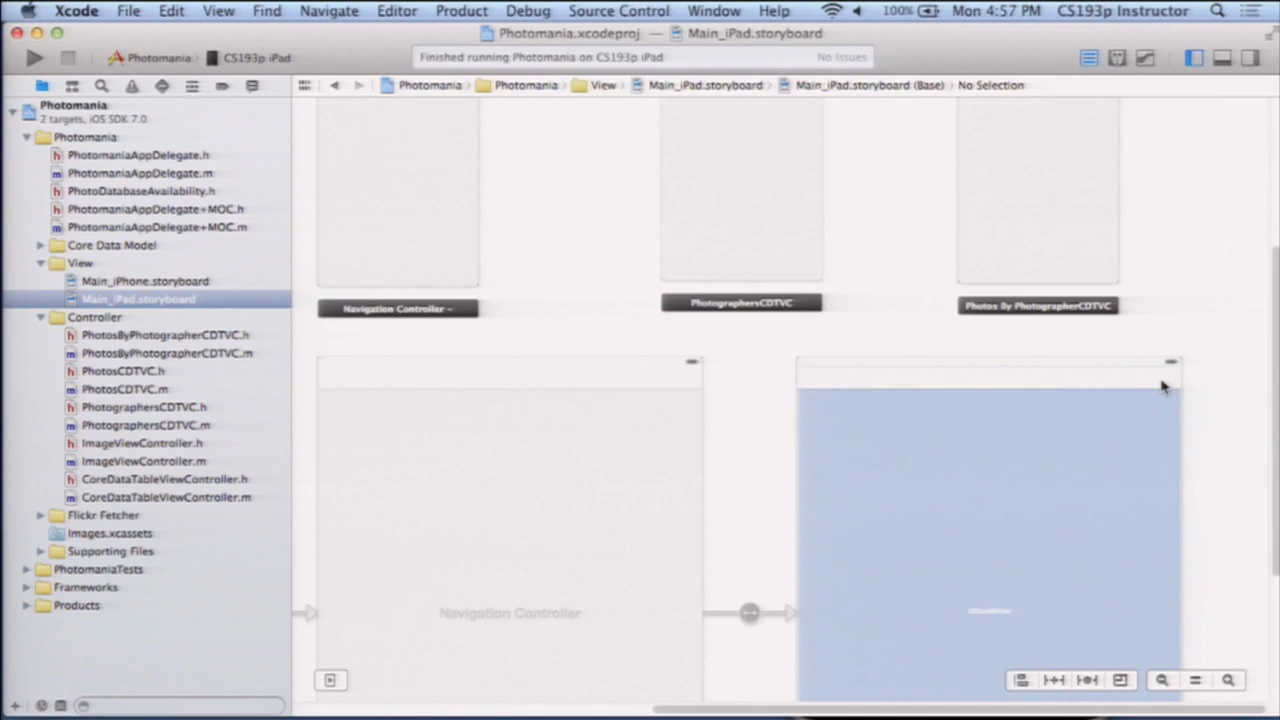 Xcode File Edit View Find Navigate Editor Product Debug Source Control Window Help 100% Mon 4:57 PM CS193p Instructor
Photomania.xcodeproj — Main_iPad.storyboard
Photomania CS193p iPad Finished running Photomania on CS193p iPad No Issues
Photomania Photomania View Main_iPad.storyboard Main_iPad.storyboard (Base) No Selection
Photomania
2 targets, iOS SDK 7.0
Photomania
PhotomaniaAppDelegate.h
PhotomaniaAppDelegate.m
PhotoDatabaseAvailability.h
PhotomaniaAppDelegate+MOC.h
PhotomaniaAppDelegate+MOC.m
Core Data Model
View
Main_iPhone.storyboard
Main_iPad.storyboard
Controller
PhotosByPhotographerCDTVC.h
PhotosByPhotographerCDTVC.m
PhotosCDTVC.h
PhotosCDTVC.m
PhotographersCDTVC.h
PhotographersCDTVC.m
ImageViewController.h
ImageViewController.m
CoreDataTableViewController.h
CoreDataTableViewController.m
Flickr Fetcher
Images.xcassets
Supporting Files
PhotomaniaTests
Frameworks
Products
Navigation Controller –
PhotographersCDTVC
Photos By PhotographerCDTVC
Navigation Controller